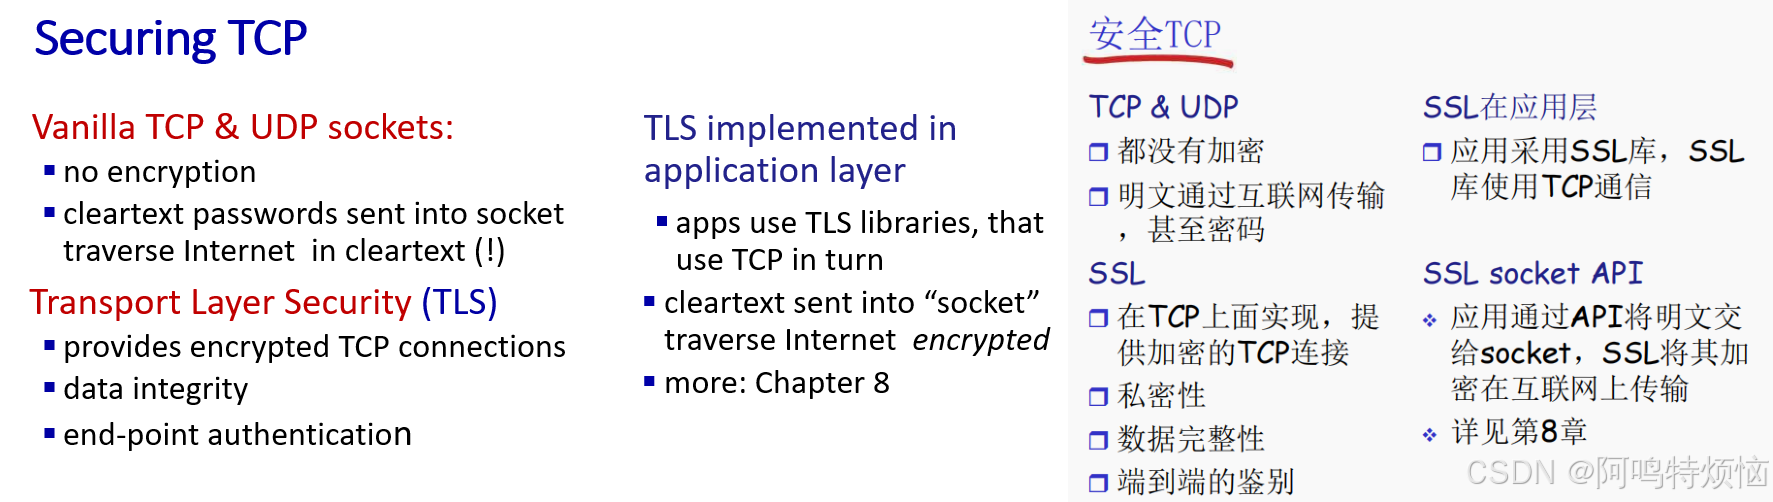 Securing TCP
Vanilla TCP & UDP sockets:
no encryption
cleartext passwords sent into socket
traverse Internet in cleartext (!)
Transport Layer Security (TLS)
provides encrypted TCP connections
data integrity
end-point authentication
TLS implemented in
application layer
apps use TLS libraries, that
use TCP in turn
cleartext sent into “socket”
traverse Internet encrypted
more: Chapter 8
安全TCP
TCP & UDP
都没有加密
明文通过互联网传输
，甚至密码
SSL
在TCP上面实现，提
供加密的TCP连接
私密性
数据完整性
端到端的鉴别
SSL在应用层
应用采用SSL库，SSL
库使用TCP通信
SSL socket API
应用通过API将明文交
给socket，SSL将其加
密在互联网上传输
详见第8章
CSDN @阿鸣特烦恼